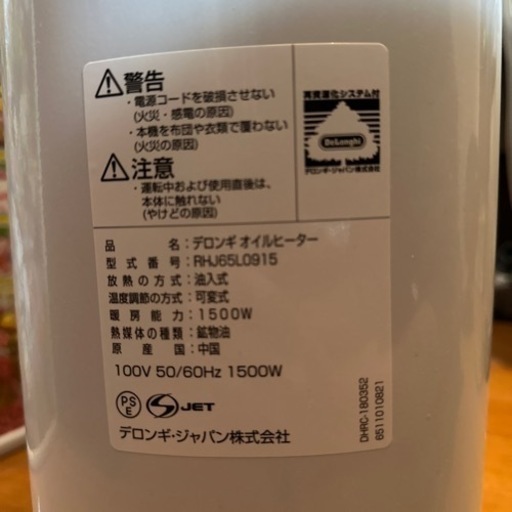 警告
・電源コードを破損させない
(火災・感電の原因)
・本機を布団や衣類で覆わない
(火災の原因)
注意
・運転中および使用直後は、
本体に触れない
(やけどの原因)
再資源化システム付
DeLonghi
デロンギ・ジャパン株式会社
品名：デロンギ オイルヒーター
型式番号：RHJ65L0915
放熱の方式：油入式
温度調節の方式：可変式
暖房能力：1500W
熱媒体の種類：鉱物油
原産国：中国
100V 50/60Hz 1500W
PS
E
S JET
デロンギ・ジャパン株式会社
DHRC-180352
6511010821